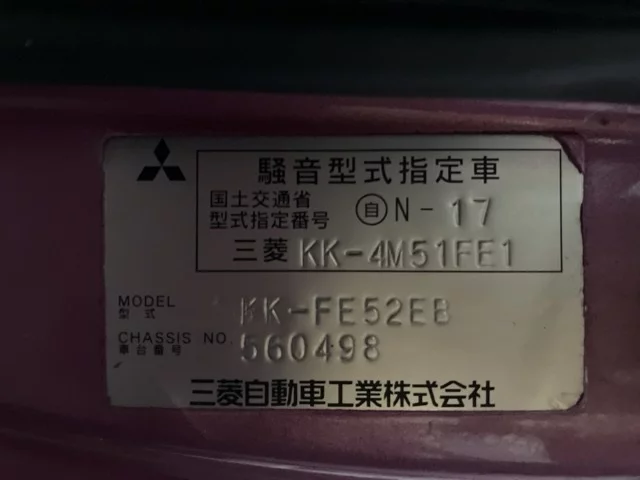 騒音型式指定車
国土交通省
型式指定番号 自 N-17
三菱 KK-4M51FE1
MODEL
型式 KK-FE52EB
CHASSIS NO.
車台番号 560498
三菱自動車工業株式会社